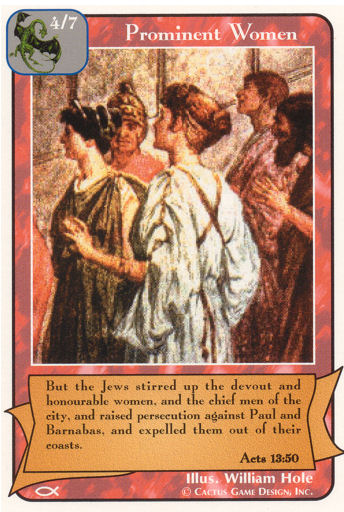 4/7
Prominent Women
But the Jews stirred up the devout and
honourable women, and the chief men of the
city, and raised persecution against Paul and
Barnabas, and expelled them out of their
coasts.
Acts 13:50
Illus. William Hole
© Cactus Game Design, Inc.